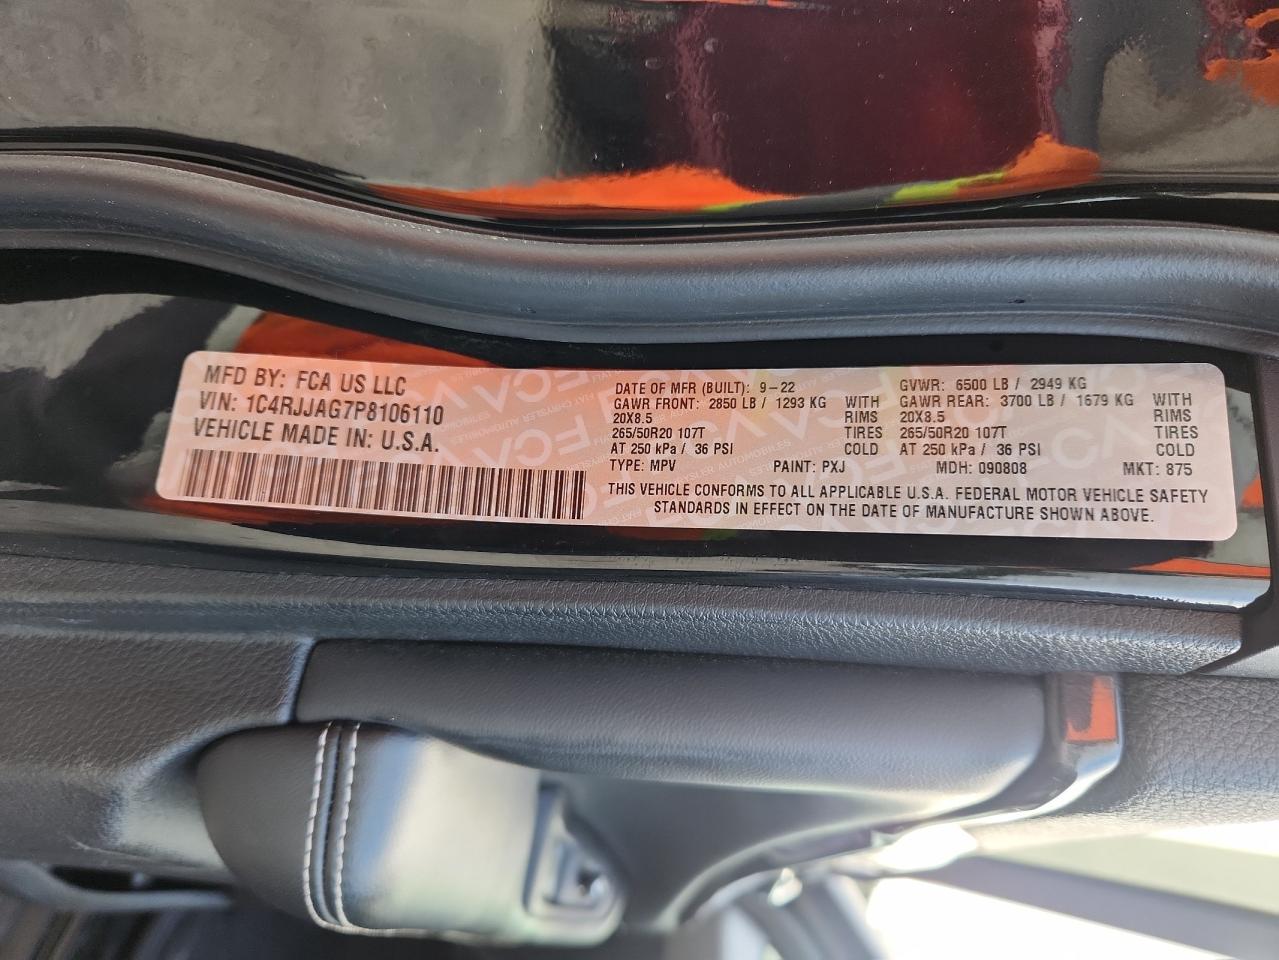 MFD BY: FCA US LLC
VIN: 1C4RJJAG7P8106110
VEHICLE MADE IN: U.S.A.
DATE OF MFR (BUILT): 9-22
GAWR FRONT: 2850 LB / 1293 KG WITH
20X8.5 RIMS
265/50R20 107T TIRES
AT 250 kPa / 36 PSI COLD
GVWR: 6500 LB / 2949 KG
GAWR REAR: 3700 LB / 1679 KG WITH
20X8.5 RIMS
265/50R20 107T TIRES
AT 250 kPa / 36 PSI COLD
TYPE: MPV PAINT: PXJ MDH: 090808 MKT: 875
THIS VEHICLE CONFORMS TO ALL APPLICABLE U.S.A. FEDERAL MOTOR VEHICLE SAFETY
STANDARDS IN EFFECT ON THE DATE OF MANUFACTURE SHOWN ABOVE.